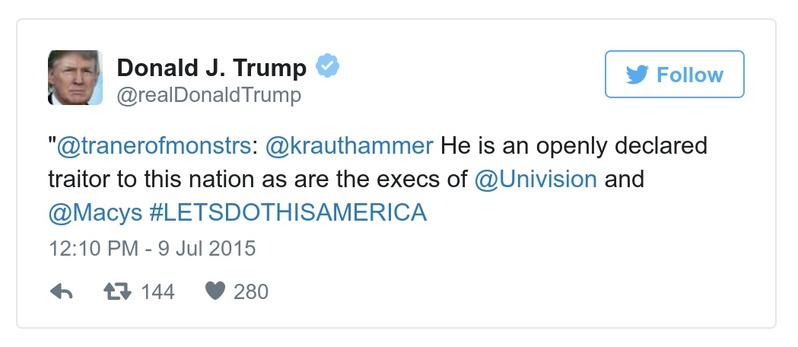 Donald J. Trump
@realDonaldTrump
Follow
"@tranerofmonstrs: @krauthammer He is an openly declared
traitor to this nation as are the execs of @Univision and
@Macys #LETSDOTHISAMERICA
12:10 PM - 9 Jul 2015
144 280